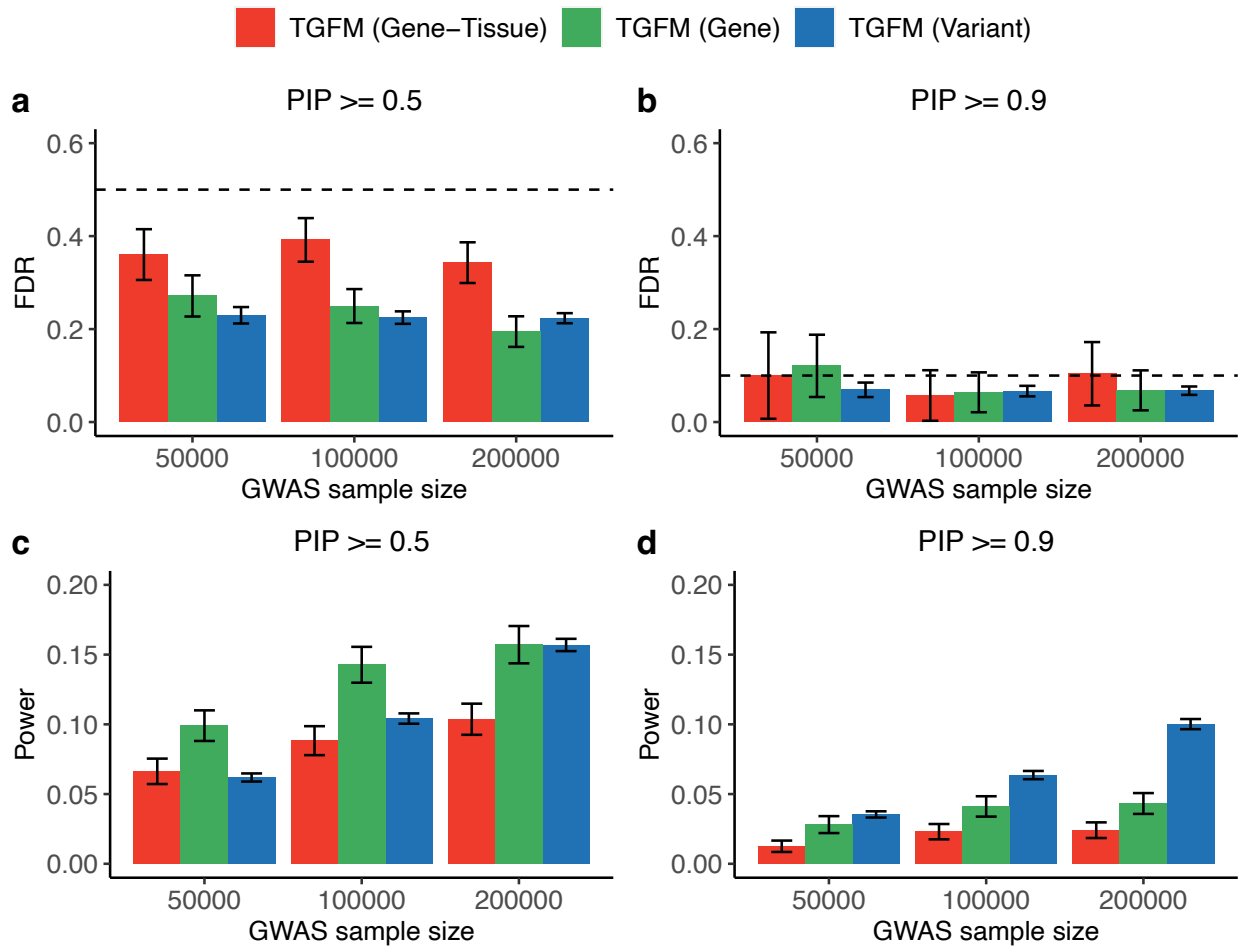 TGFM (Gene−Tissue) TGFM (Gene) TGFM (Variant)
a PIP >= 0.5
0.6
0.4
0.2
0.0
FDR
50000 100000 200000
GWAS sample size
b PIP >= 0.9
0.6
0.4
0.2
0.0
FDR
50000 100000 200000
GWAS sample size
c PIP >= 0.5
0.20
0.15
0.10
0.05
0.00
Power
50000 100000 200000
GWAS sample size
d PIP >= 0.9
0.20
0.15
0.10
0.05
0.00
Power
50000 100000 200000
GWAS sample size